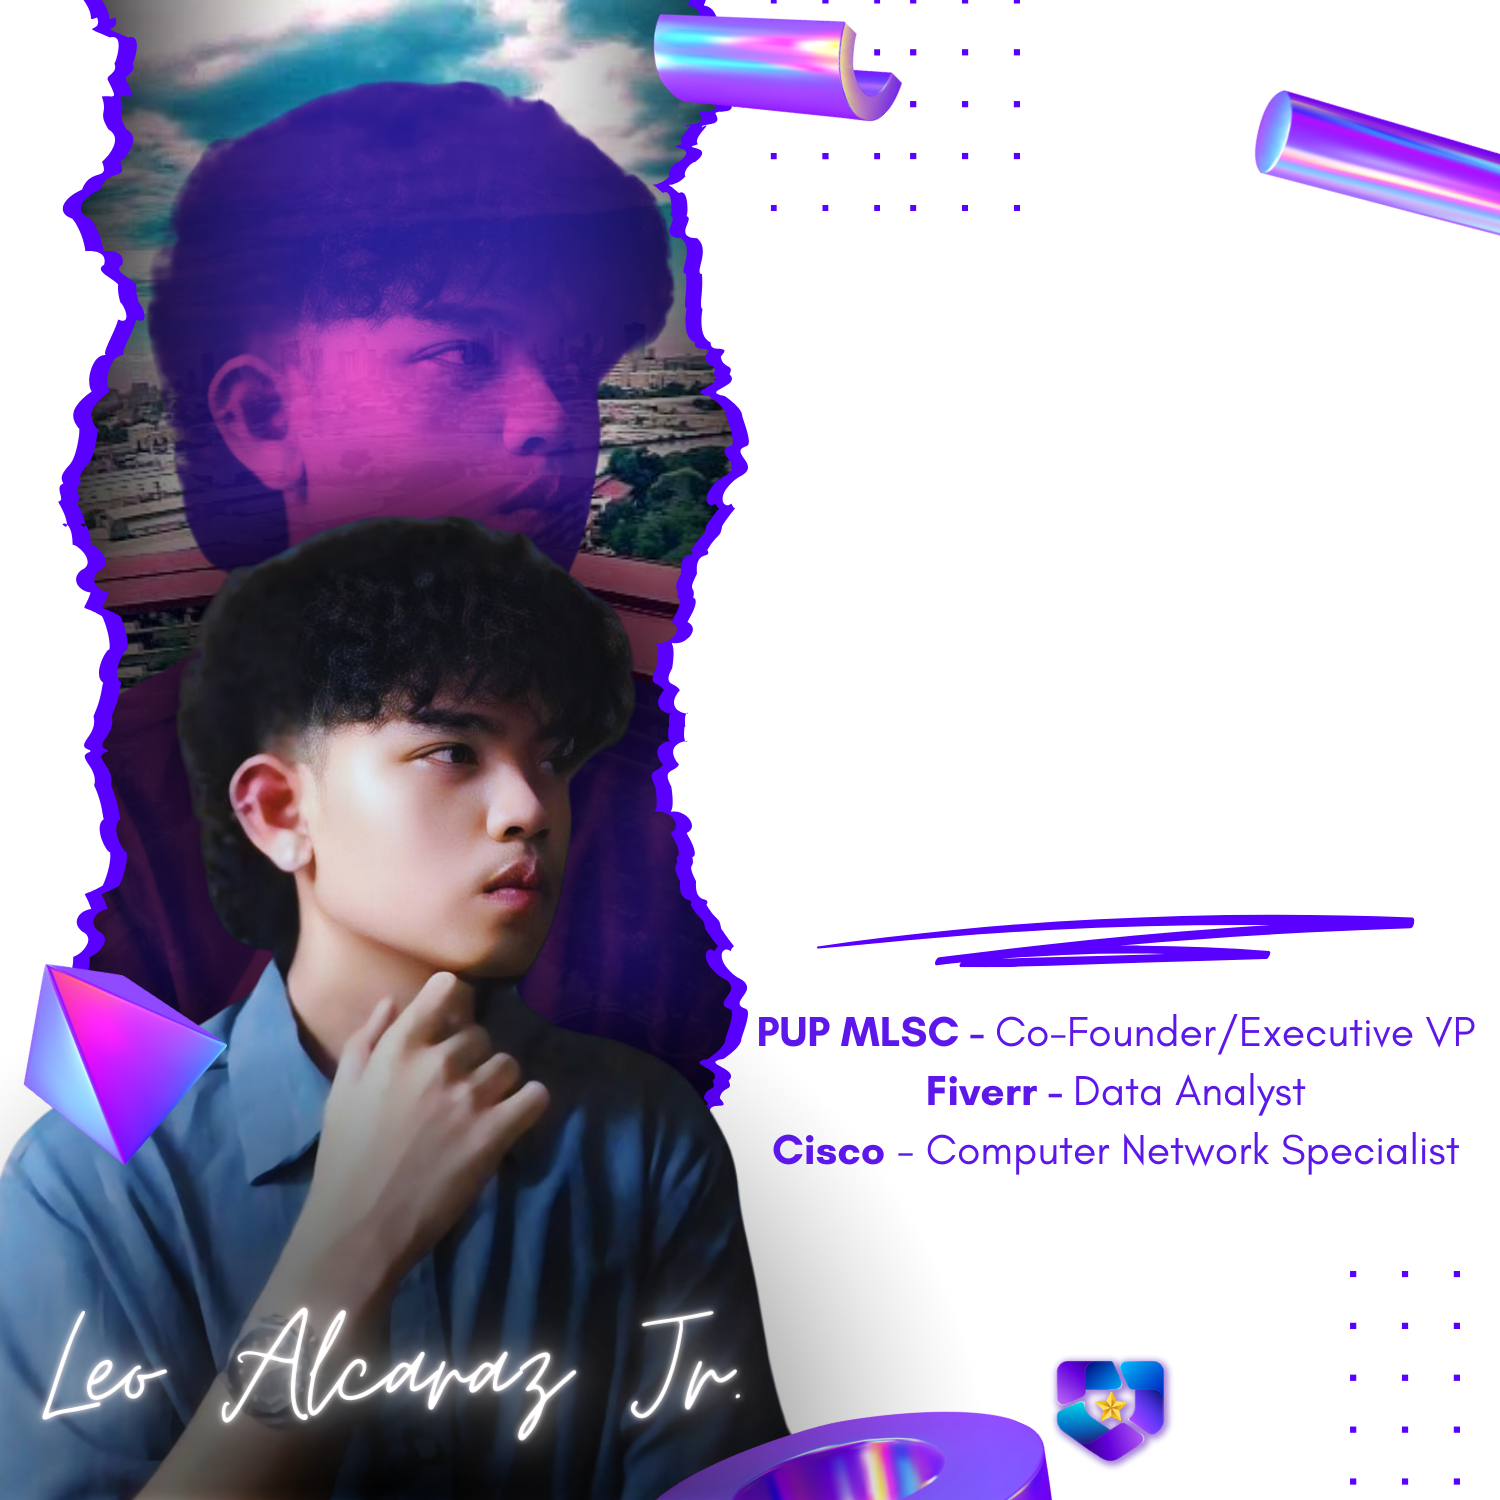 PUP MLSC - Co-Founder/Executive VP
Fiverr - Data Analyst
Cisco - Computer Network Specialist
Leo Alcaraz Jr.